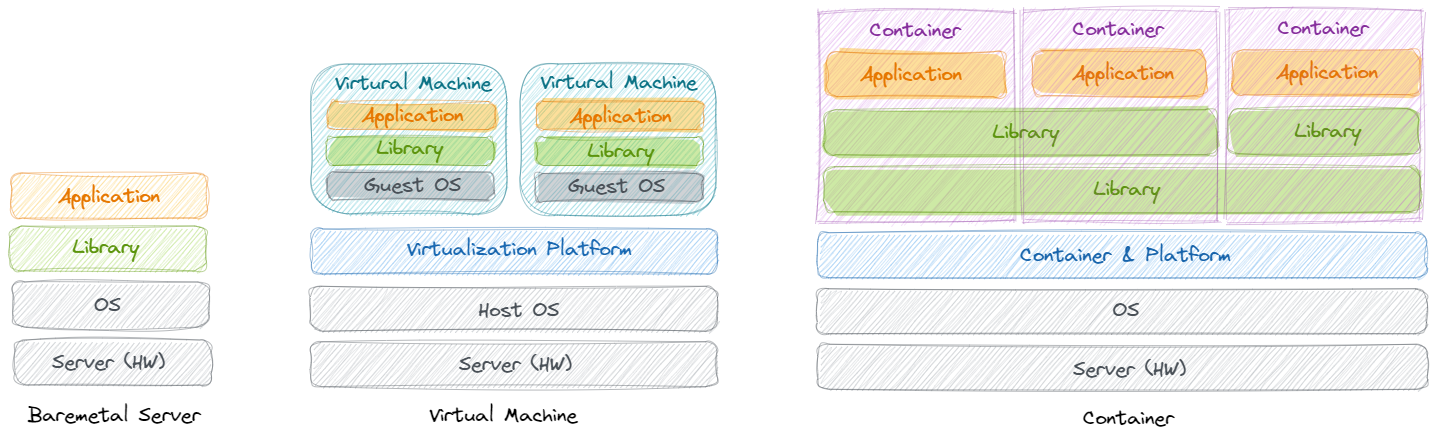 Application
Library
OS
Server (HW)
Baremetal Server
Virtural Machine
Application
Library
Guest OS
Virtural Machine
Application
Library
Guest OS
Virtualization Platform
Host OS
Server (HW)
Virtual Machine
Container
Application
Container
Application
Container
Application
Library
Library
Library
Container & Platform
OS
Server (HW)
Container